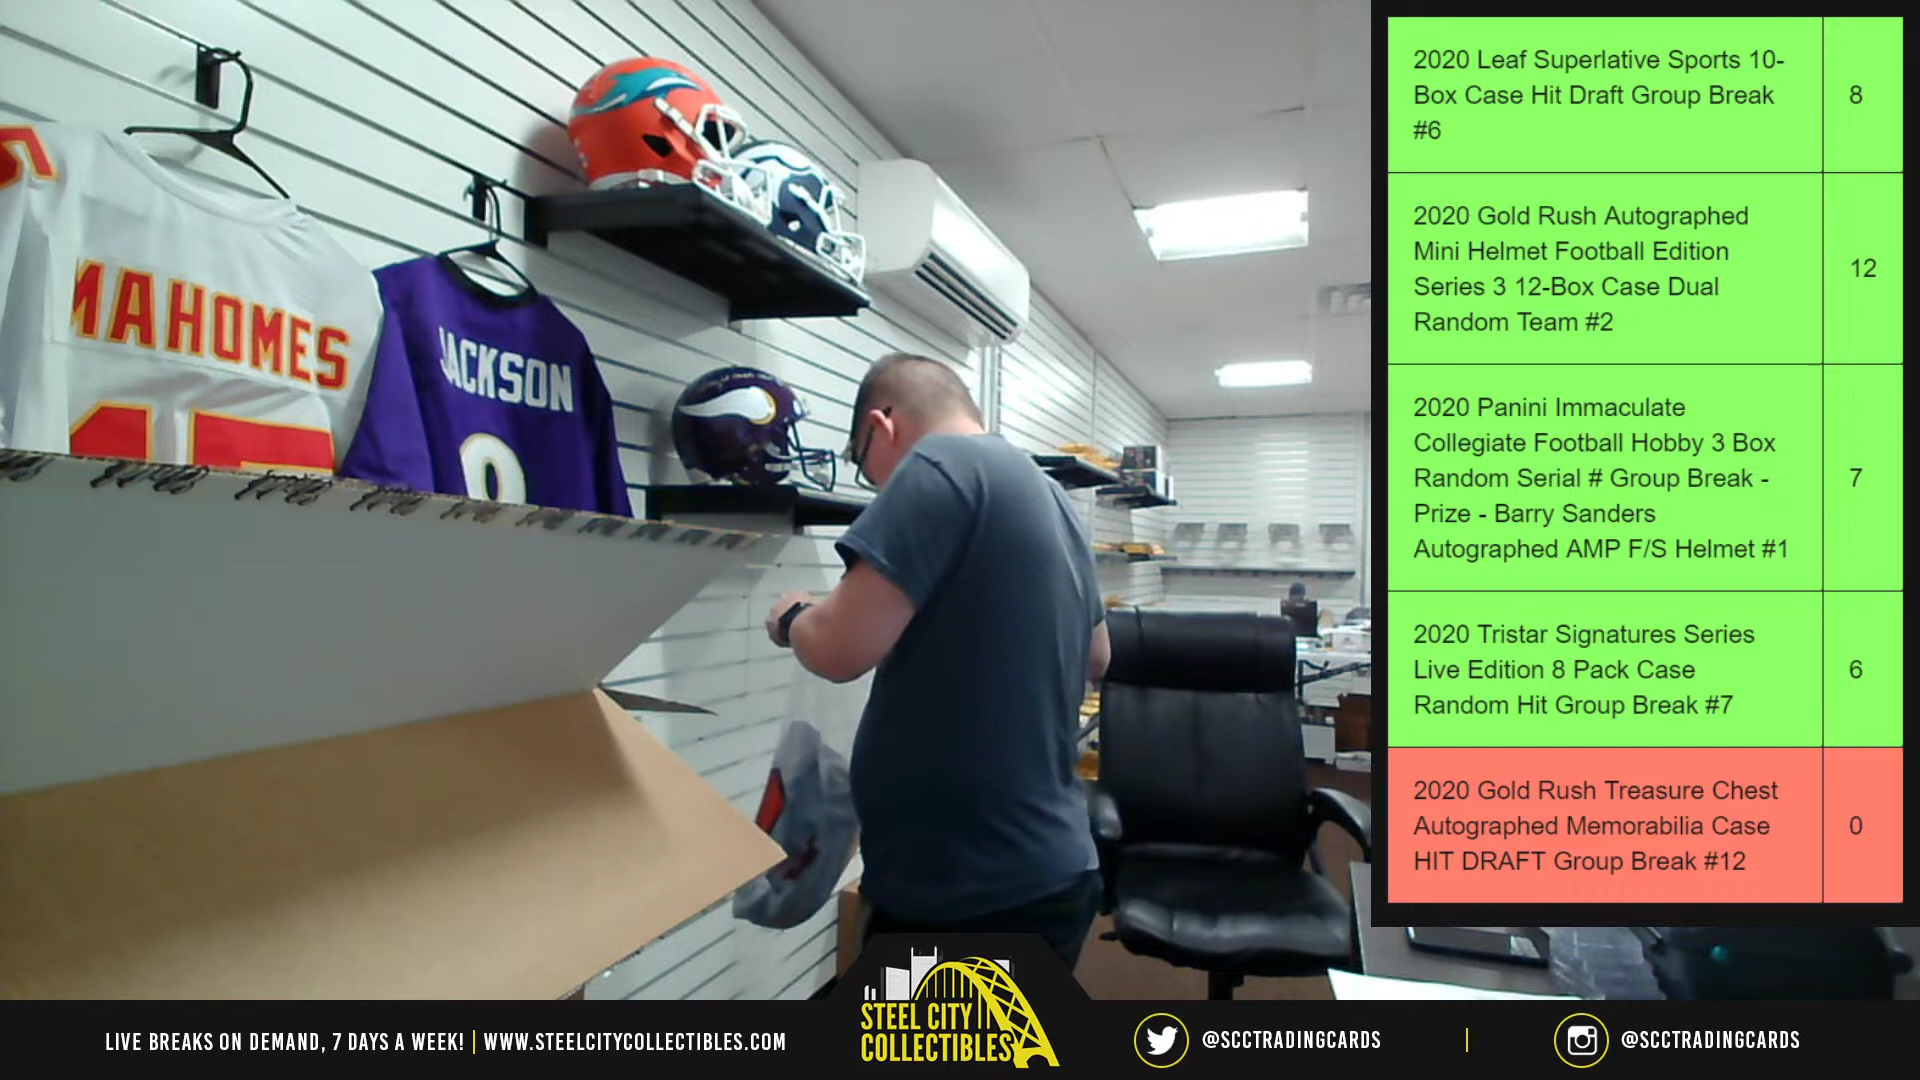 MAHOMES
JACKSON
2020 Leaf Superlative Sports 10-
Box Case Hit Draft Group Break
#6
8
2020 Gold Rush Autographed
Mini Helmet Football Edition
Series 3 12-Box Case Dual
Random Team #2
12
2020 Panini Immaculate
Collegiate Football Hobby 3 Box
Random Serial # Group Break -
Prize - Barry Sanders
Autographed AMP F/S Helmet #1
7
2020 Tristar Signatures Series
Live Edition 8 Pack Case
Random Hit Group Break #7
6
2020 Gold Rush Treasure Chest
Autographed Memorabilia Case
HIT DRAFT Group Break #12
0
LIVE BREAKS ON DEMAND, 7 DAYS A WEEK! | WWW.STEELCITYCOLLECTIBLES.COM
STEEL CITY
COLLECTIBLES
@SCCTRADINGCARDS
|
@SCCTRADINGCARDS